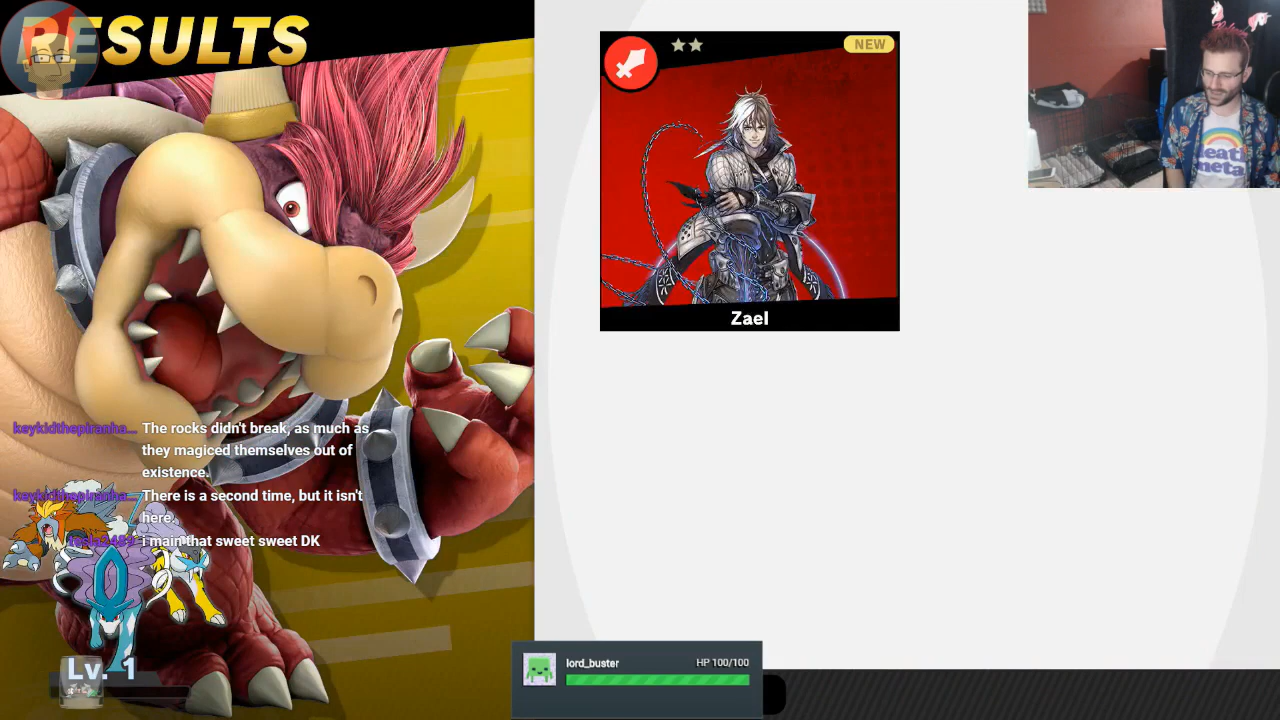 RESULTS
NEW
Zael
keykidthepiranha... The rocks didn't break, as much as
they magiced themselves out of
existence.
keykidthepiranha... There is a second time, but it isn't
here.
i main that sweet sweet DK
Lv. 1
lord_buster HP 100/100